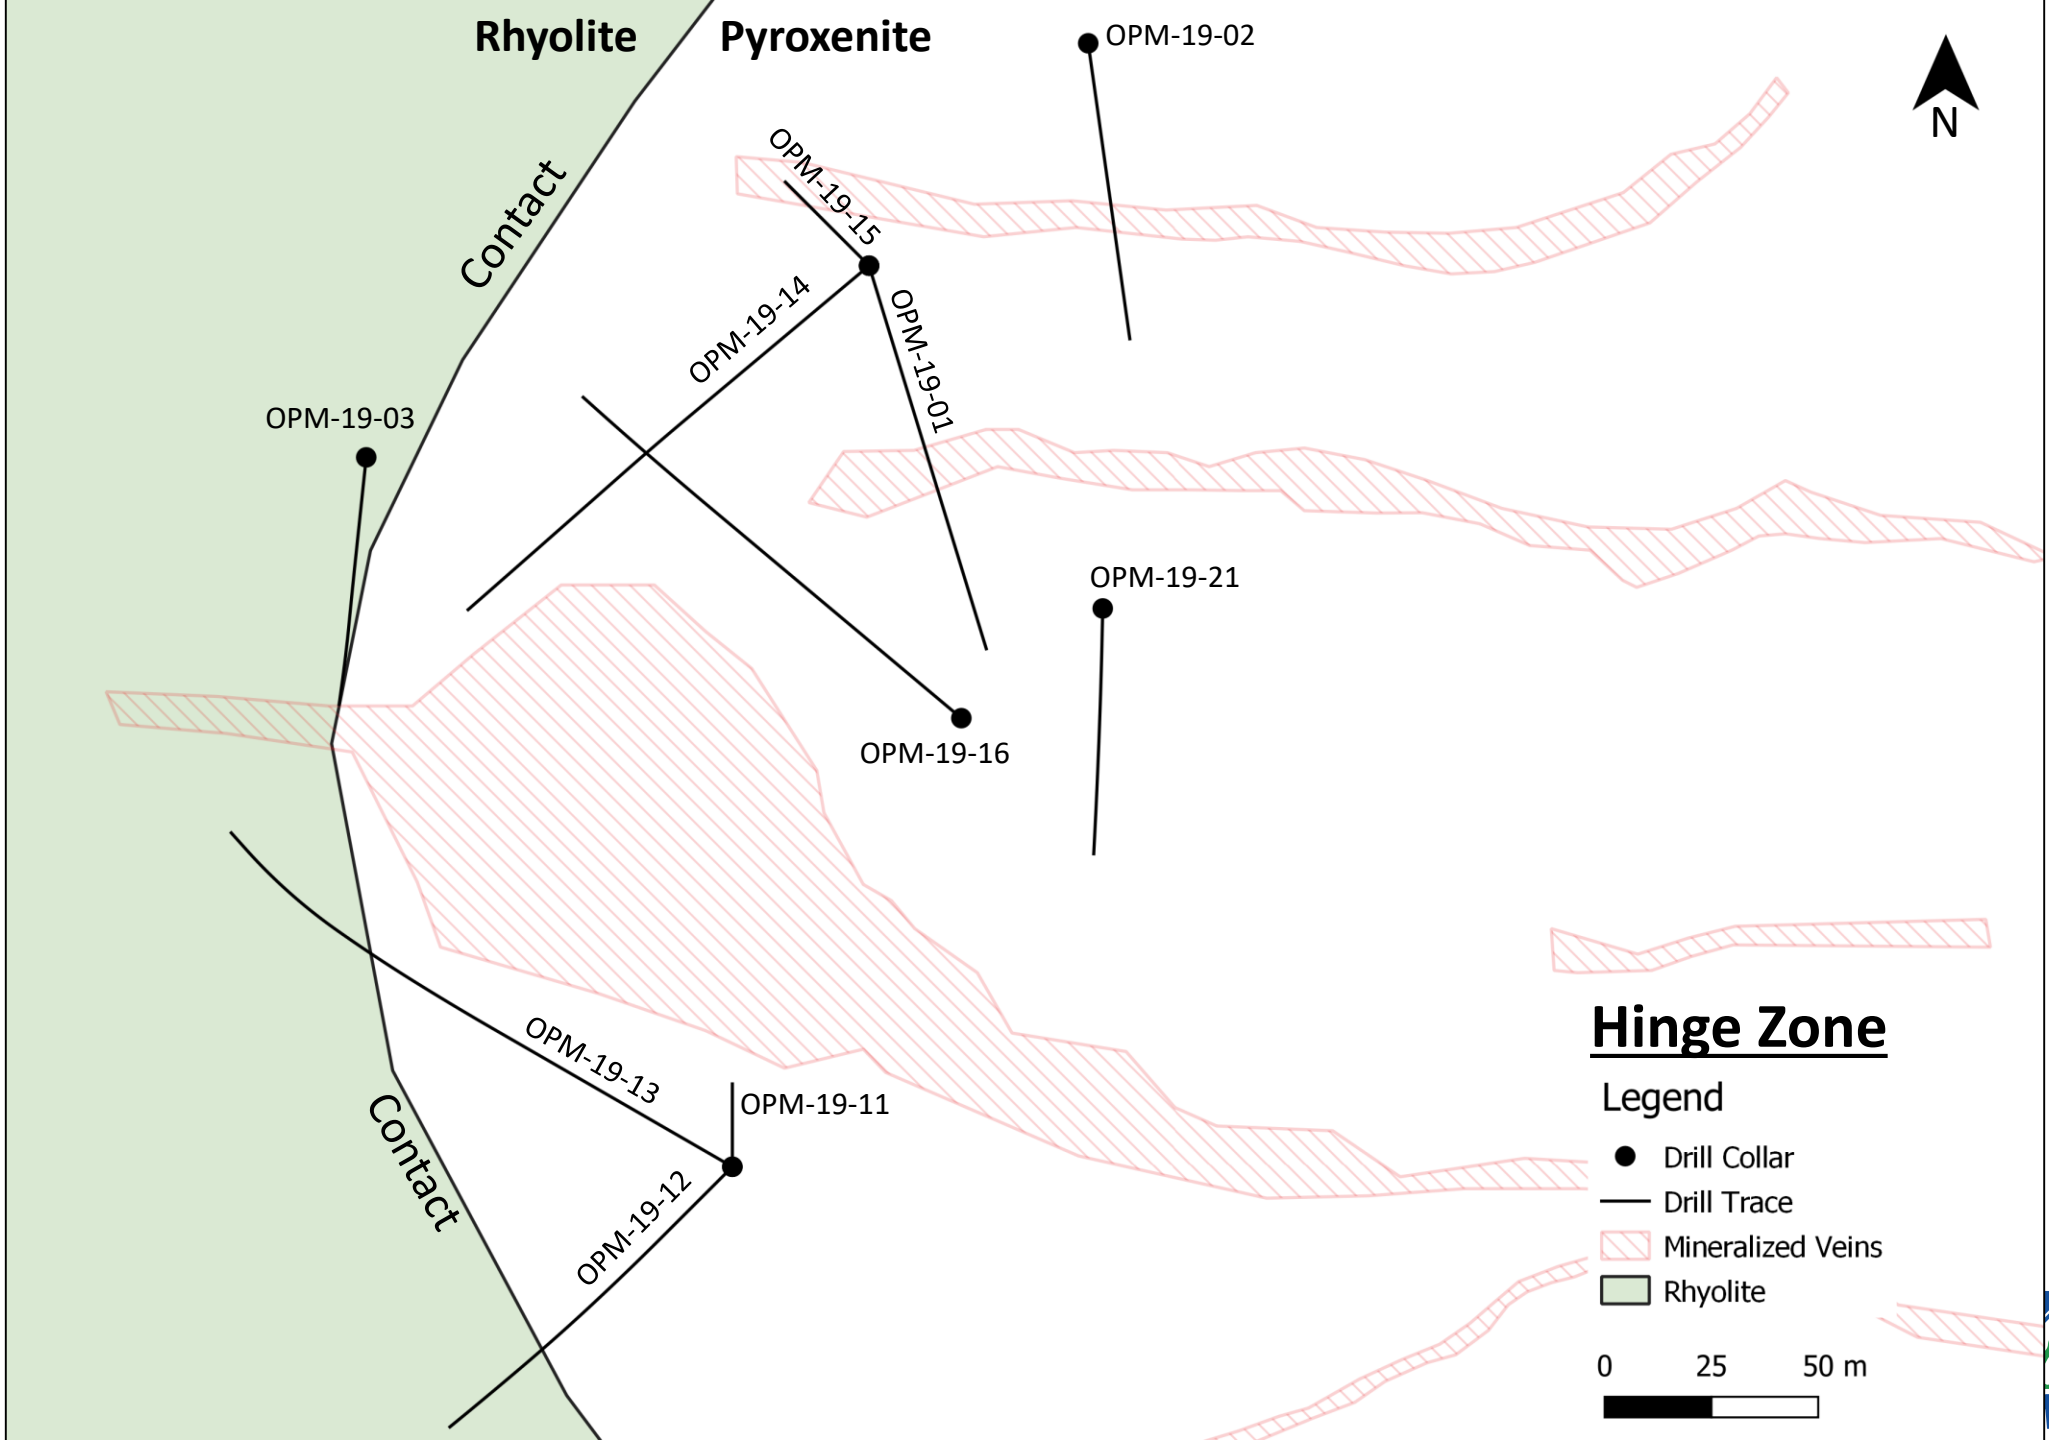 Rhyolite
Pyroxenite
OPM-19-02
N
OPM-19-15
Contact
OPM-19-14
OPM-19-01
OPM-19-03
OPM-19-21
OPM-19-16
OPM-19-13
OPM-19-11
Contact
OPM-19-12
Hinge Zone
Legend
Drill Collar
Drill Trace
Mineralized Veins
Rhyolite
0 25 50 m